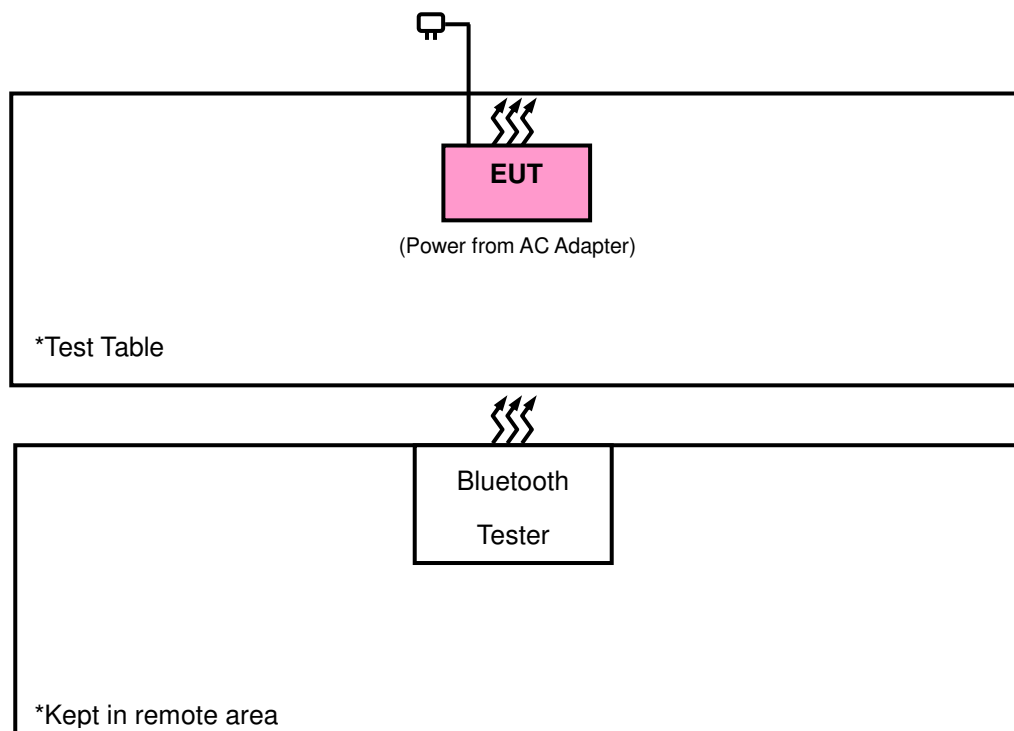 EUT
(Power from AC Adapter)
*Test Table
Bluetooth
Tester
*Kept in remote area